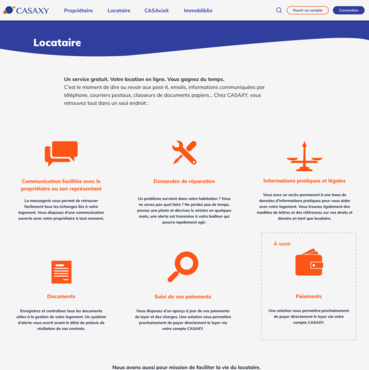 CASAXY
Propriétaire
Locataire
CASAvisit
Immobiblio
Ouvrir un compte
Connexion
Locataire
Un service gratuit. Votre location en ligne. Vous gagnez du temps.
C'est le moment de dire au revoir aux post-it, emails, informations communiquées par
téléphone, courriers postaux, classeurs de documents papiers... Chez CASAXY, vous
retrouvez tout dans un seul endroit :
Communication facilités avec le
propriétaire ou son représentant
La messagerie vous permet de retrouver
facilement tous les échanges liés à votre
logement. Vous disposez d'une communication
ouverte avec votre propriétaire à tout moment.
Demandes de réparation
Un problème survient dans votre habitation ? Vous
ne savez pas quoi faire ? Ne perdez pas de temps,
prenez une photo et décrivez le sinistre en quelques
mots, une alerte est transmise à votre bailleur qui
pourra rapidement agir.
Informations pratiques et légales
Vous avez un accès permanent à une base de
données d'informations pratiques pour vous aider
avec votre logement. Vous trouvez également des
modèles de lettres et des références sur vos droits et
devoirs en tant que locataire.
Documents
Enregistrez et centralisez tous les documents
utiles à la gestion de votre logement. Un système
d'alerte vous averti avant le délai de préavis de
résiliation de vos contrats.
Suivi de vos paiements
Vous disposez d'un aperçu à jour de vos paiements
du loyer et des charges. Une solution vous permettra
prochainement de payer directement le loyer via
votre compte CASAXY.
À venir
Paiements
Une solution vous permettra prochainement
de payer directement le loyer via votre
compte CASAXY.
Nous avons aussi pour mission de faciliter la vie du locataire.